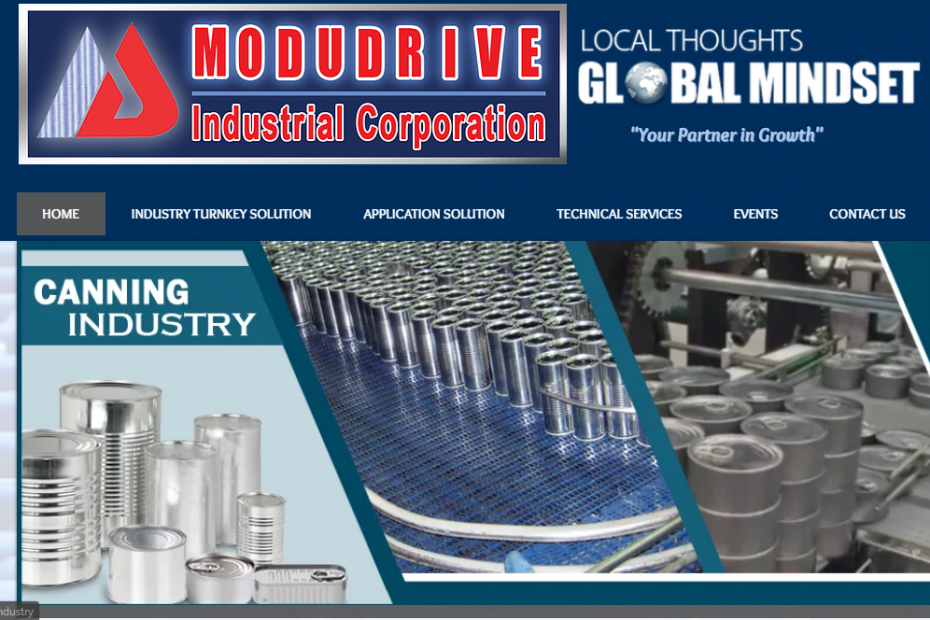 MODUDRIVE
Industrial Corporation
LOCAL THOUGHTS
GLOBAL MINDSET
"Your Partner in Growth"
HOME
INDUSTRY TURNKEY SOLUTION
APPLICATION SOLUTION
TECHNICAL SERVICES
EVENTS
CONTACT US
CANNING
INDUSTRY